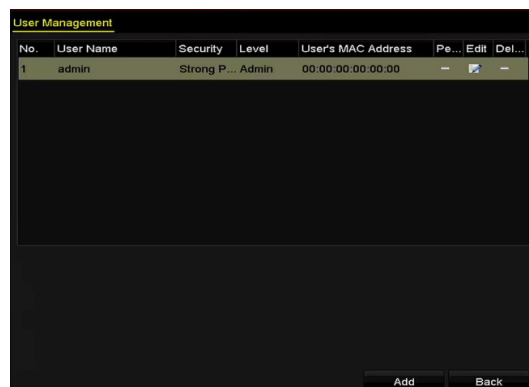 User Management
No. User Name Security Level User's MAC Address Pe... Edit Del...
1 admin Strong P... Admin 00:00:00:00:00:00 — —
Add Back